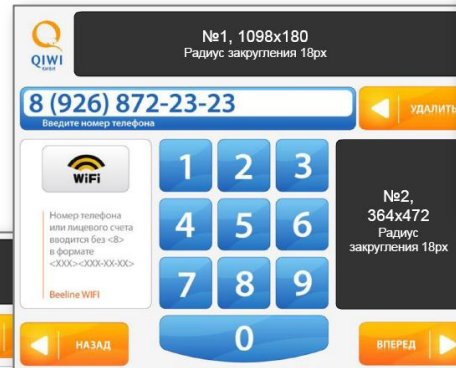 QIWI
№1, 1098x180
Радиус закругления 18px
8 (926) 872-23-23
Введите номер телефона
УДАЛИТЬ
WiFi
Номер телефона
или лицевого счета
вводится без <8>
в формате
<XXX><XXX-XX-XX>
Beeline WIFI
1 2 3
4 5 6
7 8 9
0
№2,
364x472
Радиус
закругления 18px
НАЗАД
ВПЕРЕД